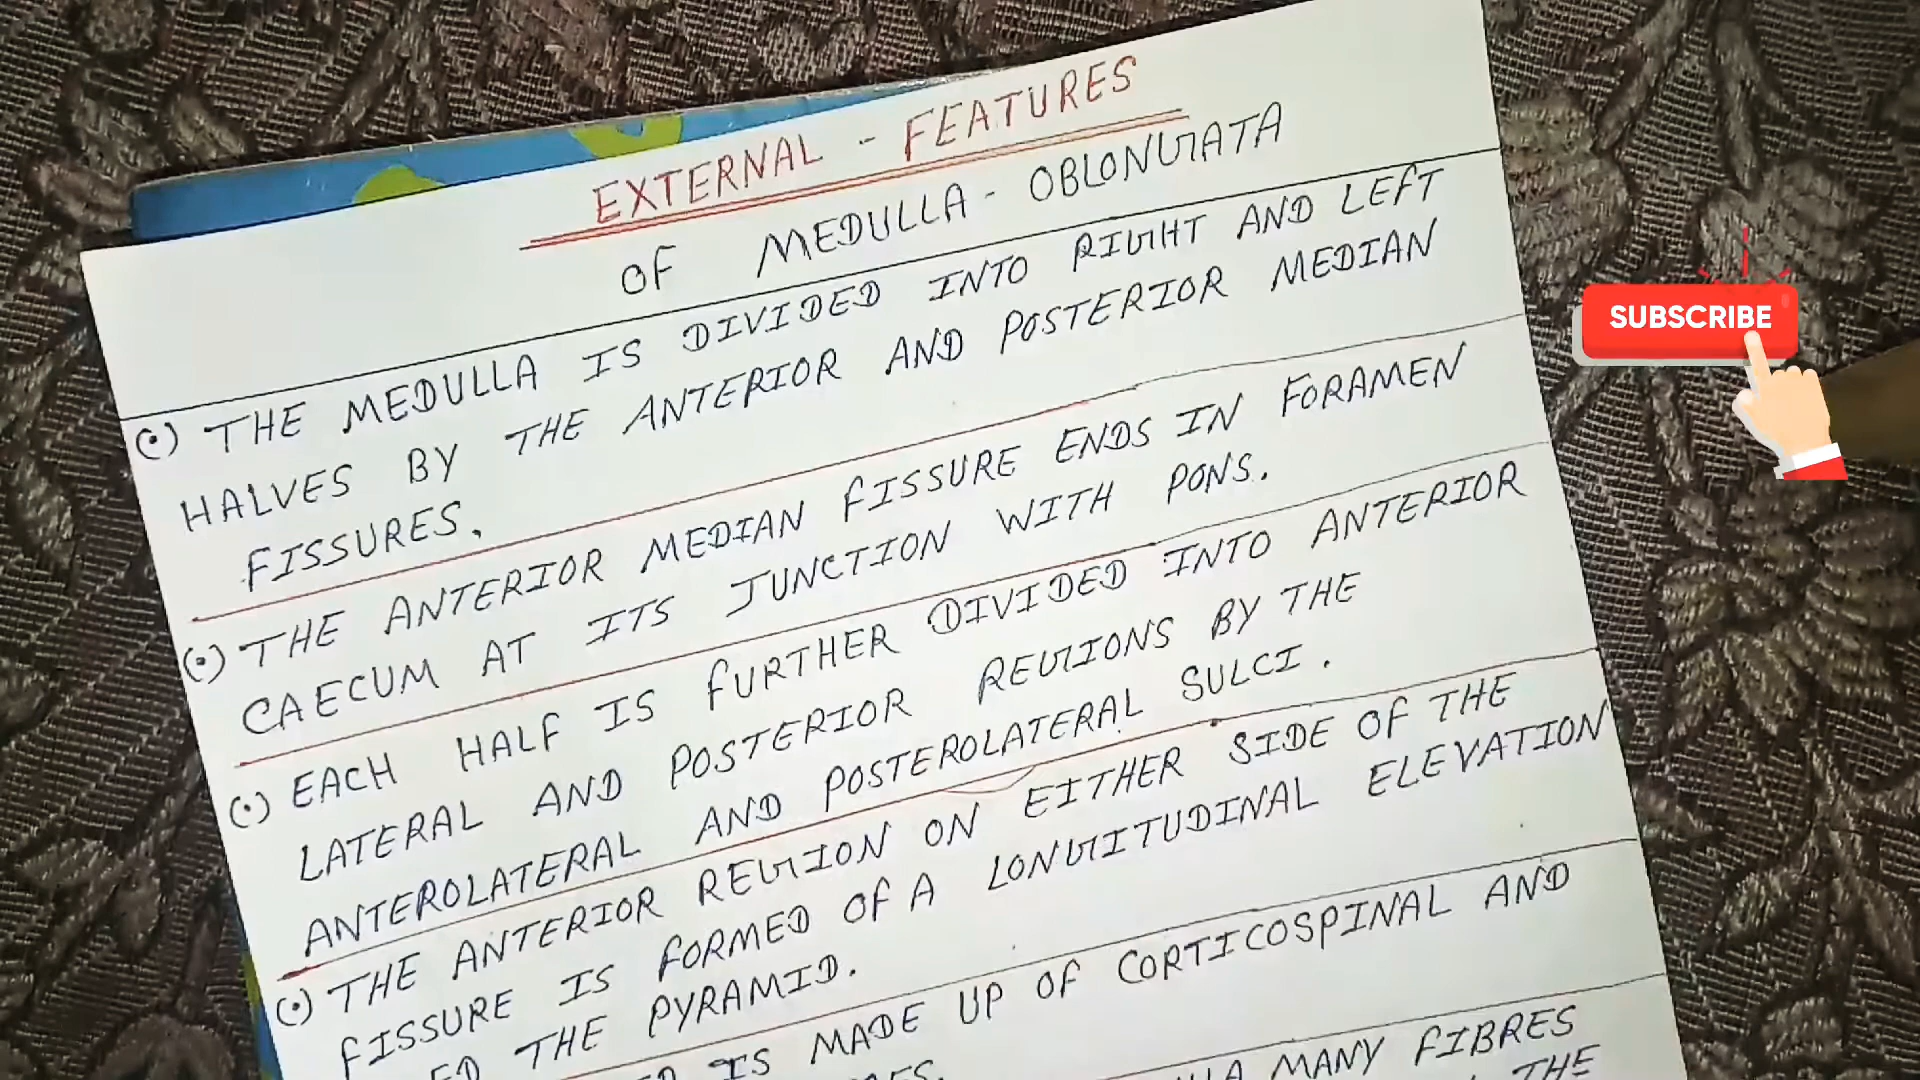 EXTERNAL - FEATURES
OF MEDULLA - OBLONGATA
(•) THE MEDULLA IS DIVIDED INTO RIGHT AND LEFT
HALVES BY THE ANTERIOR AND POSTERIOR MEDIAN
FISSURES.
(•) THE ANTERIOR MEDIAN FISSURE ENDS IN FORAMEN
CAECUM AT ITS JUNCTION WITH PONS.
(•) EACH HALF IS FURTHER DIVIDED INTO ANTERIOR
LATERAL AND POSTERIOR REGIONS BY THE
ANTEROLATERAL AND POSTEROLATERAL SULCI.
(•) THE ANTERIOR REGION ON EITHER SIDE OF THE
FISSURE IS FORMED OF A LONGITUDINAL ELEVATION
THE PYRAMID.
IS MADE UP OF CORTICOSPINAL AND
MANY FIBRES
THE
SUBSCRIBE